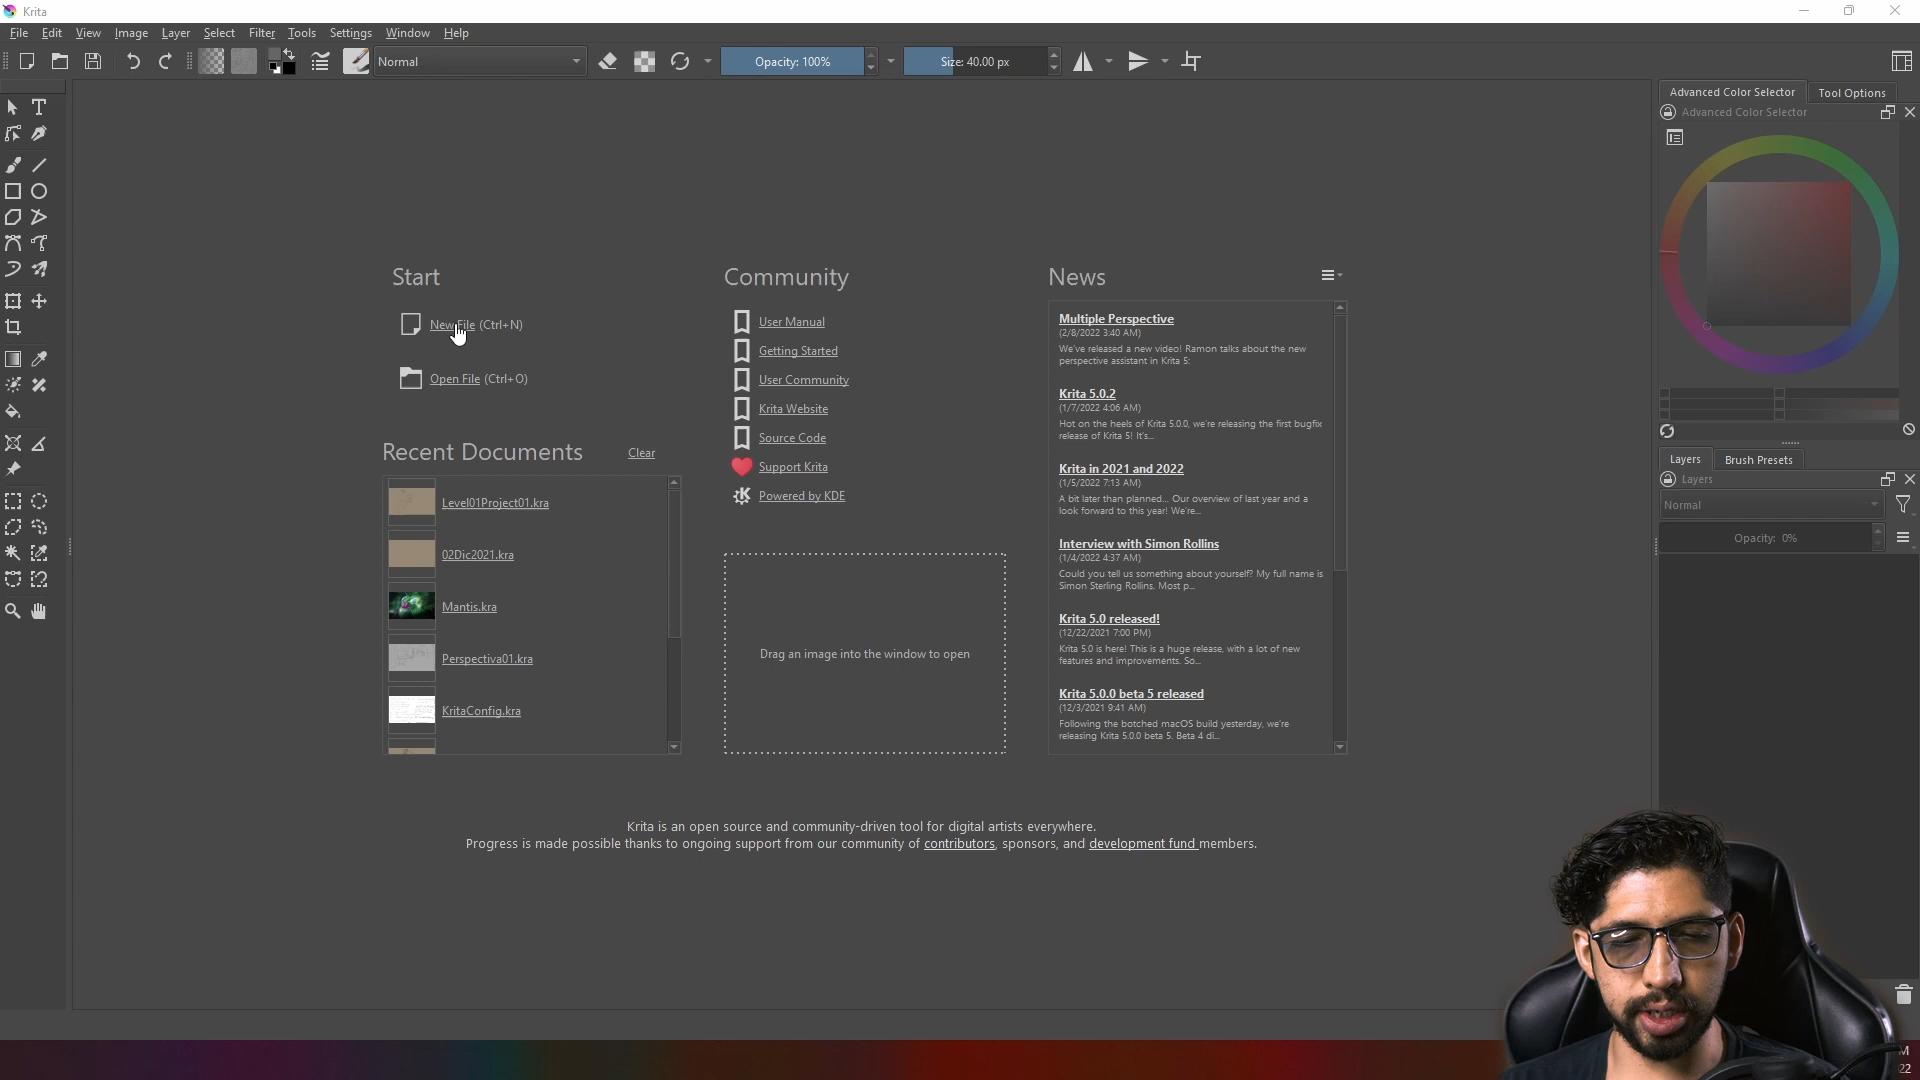 Krita
File Edit View Image Layer Select Filter Tools Settings Window Help
Normal
Opacity: 100%
Size: 40.00 px
Advanced Color Selector
Tool Options
Advanced Color Selector
Start
New File (Ctrl+N)
Open File (Ctrl+O)
Recent Documents
Clear
Level01Project01.kra
02Dic2021.kra
Mantis.kra
Perspectiva01.kra
KritaConfig.kra
Community
User Manual
Getting Started
User Community
Krita Website
Source Code
Support Krita
Powered by KDE
Drag an image into the window to open
News
Multiple Perspective
(2/8/2022 3:40 AM)
We've released a new video! Ramon talks about the new
perspective assistant in Krita 5:
Krita 5.0.2
(1/7/2022 4:06 AM)
Hot on the heels of Krita 5.0.0, we're releasing the first bugfix
release of Krita 5! It's...
Krita in 2021 and 2022
(1/5/2022 7:13 AM)
A bit later than planned... Our overview of last year and a
look forward to this year! We're...
Interview with Simon Rollins
(1/4/2022 4:37 AM)
Could you tell us something about yourself? My full name is
Simon Sterling Rollins. Most p...
Krita 5.0 released!
(12/22/2021 7:00 PM)
Krita 5.0 is here! This is a huge release, with a lot of new
features and improvements. So...
Krita 5.0.0 beta 5 released
(12/3/2021 9:41 AM)
Following the botched macOS build yesterday, we're
releasing Krita 5.0.0 beta 5. Beta 4 di...
Layers
Brush Presets
Layers
Normal
Opacity: 0%
Krita is an open source and community-driven tool for digital artists everywhere.
Progress is made possible thanks to ongoing support from our community of contributors, sponsors, and development fund members.
M
22